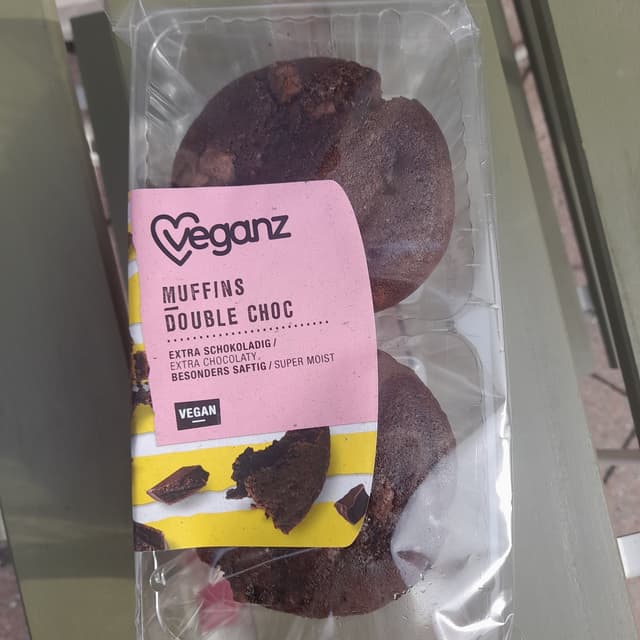 veganz
MUFFINS
DOUBLE CHOC
EXTRA SCHOKOLADIG /
EXTRA CHOCOLATY,
BESONDERS SAFTIG / SUPER MOIST
VEGAN